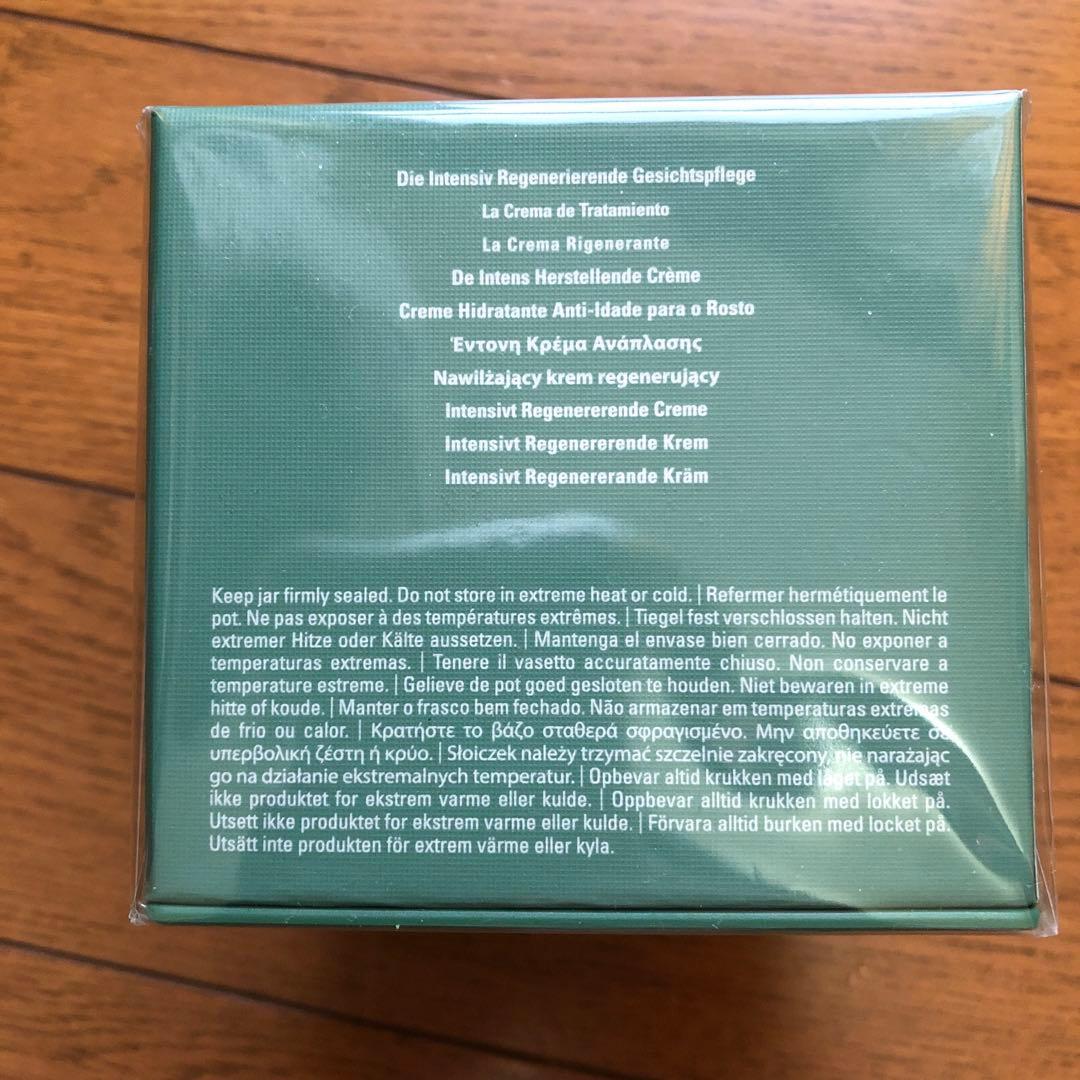 Die Intensiv Regenerierende Gesichtspflege
La Crema de Tratamiento
La Crema Rigenerante
De Intens Herstellende Crème
Creme Hidratante Anti-Idade para o Rosto
Έντονη Κρέμα Ανάπλασης
Nawilżający krem regenerujący
Intensivt Regenererende Creme
Intensivt Regenererende Krem
Intensivt Regenererande Kräm
Keep jar firmly sealed. Do not store in extreme heat or cold. | Refermer hermétiquement le
pot. Ne pas exposer à des températures extrêmes. | Tiegel fest verschlossen halten. Nicht
extremer Hitze oder Kälte aussetzen. | Mantenga el envase bien cerrado. No exponer a
temperaturas extremas. | Tenere il vasetto accuratamente chiuso. Non conservare a
temperature estreme. | Gelieve de pot goed gesloten te houden. Niet bewaren in extreme
hitte of koude. | Manter o frasco bem fechado. Não armazenar em temperaturas extremas
de frio ou calor. | Κρατήστε το βάζο σταθερά σφραγισμένο. Μην αποθηκεύετε σε
υπερβολική ζέστη ή κρύο. | Słoiczek należy trzymać szczelnie zakręcony, nie narażając
go na działanie ekstremalnych temperatur. | Opbevar altid krukken med låget på. Udsæt
ikke produktet for ekstrem varme eller kulde. | Oppbevar alltid krukken med lokket på.
Utsett ikke produktet for ekstrem varme eller kulde. | Förvara alltid burken med locket på.
Utsätt inte produkten för extrem värme eller kyla.